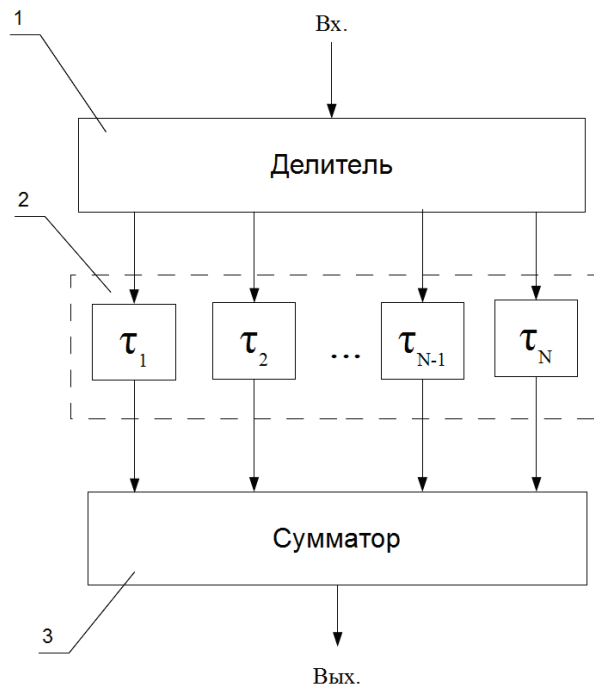 1
Вх.
Делитель
2
τ1 τ2 ... τN-1 τN
Сумматор
3
Вых.